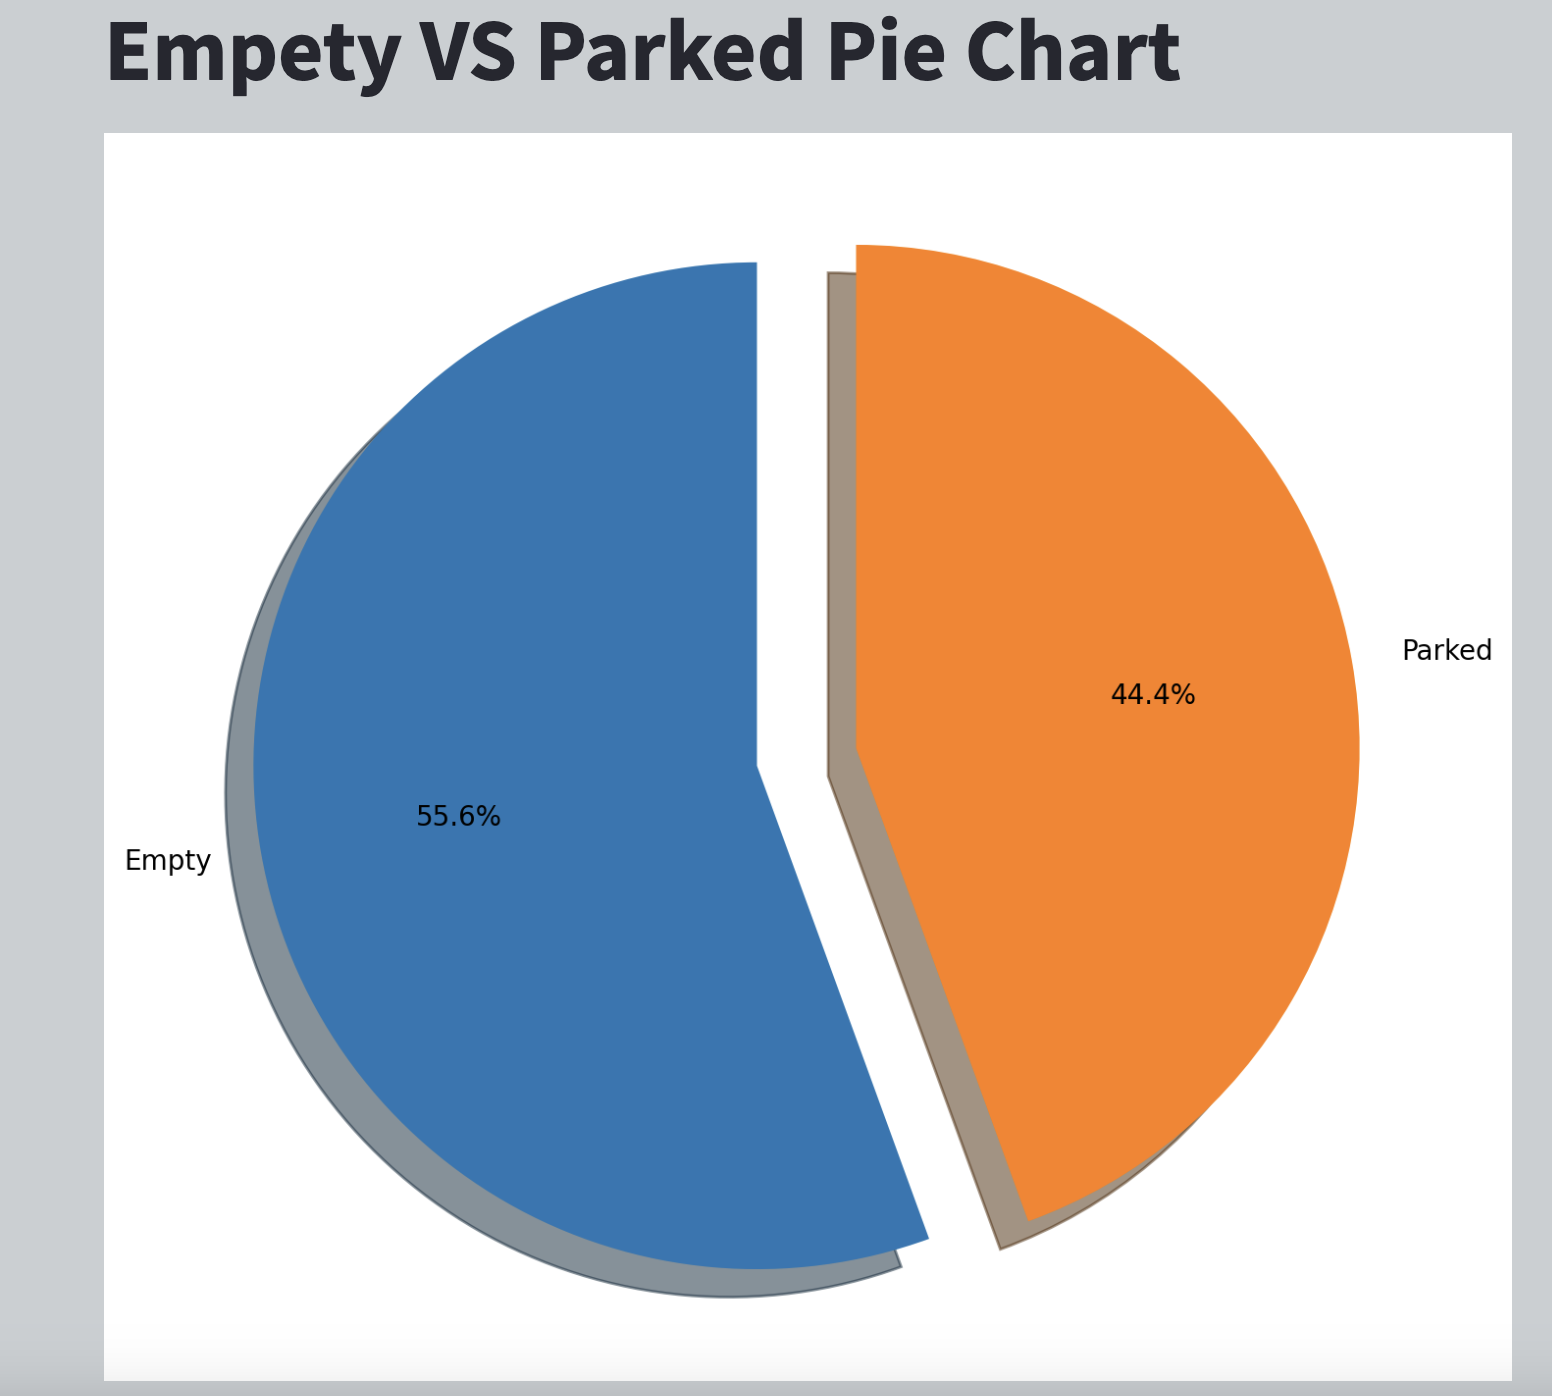 Empety VS Parked Pie Chart
Parked
44.4%
55.6%
Empty